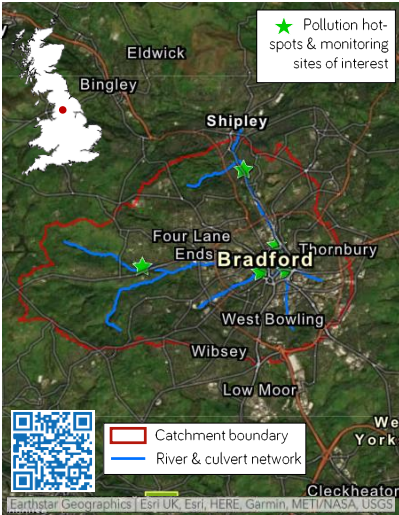 Pollution hot-
spots & monitoring
sites of interest
Eldwick
Bingley
Shipley
Four Lane
Ends
Thornbury
Bradford
West Bowling
Wibsey
Low Moor
We
York
Catchment boundary
River & culvert network
Cleckheaton
Earthstar Geographics | Esri UK, Esri, HERE, Garmin, METI/NASA, USGS